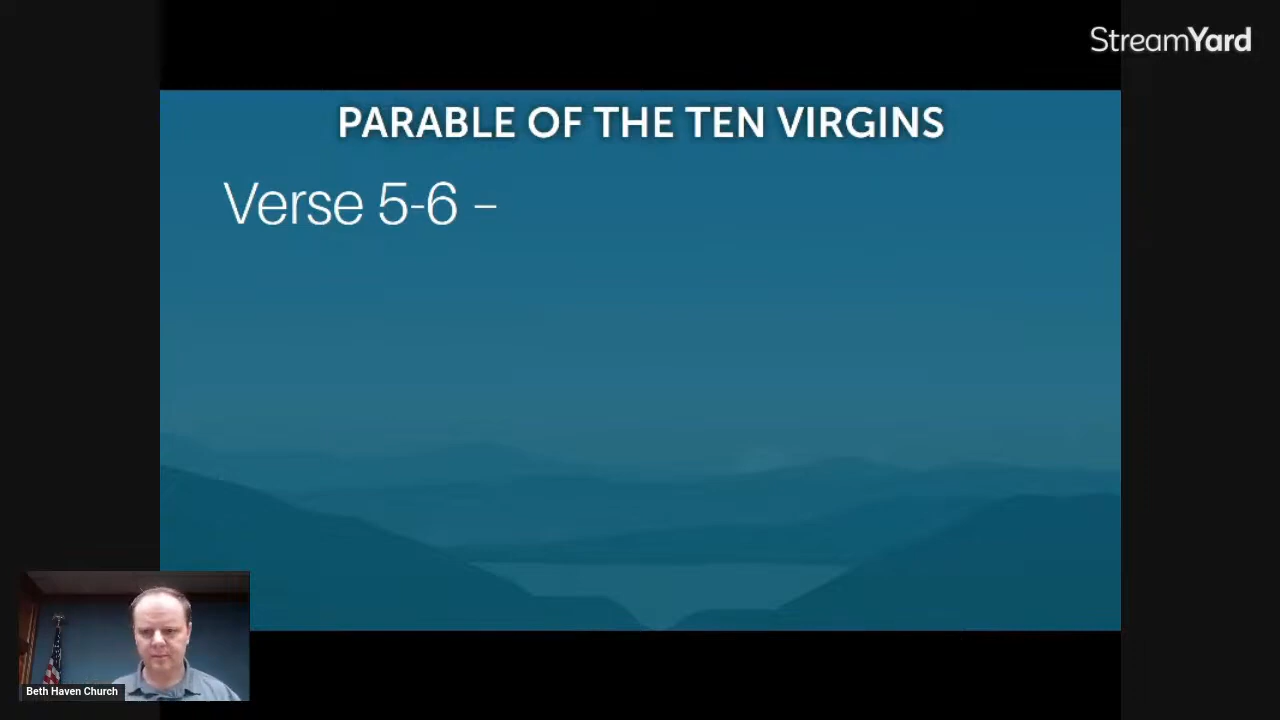 StreamYard
PARABLE OF THE TEN VIRGINS
Verse 5-6 –
Beth Haven Church